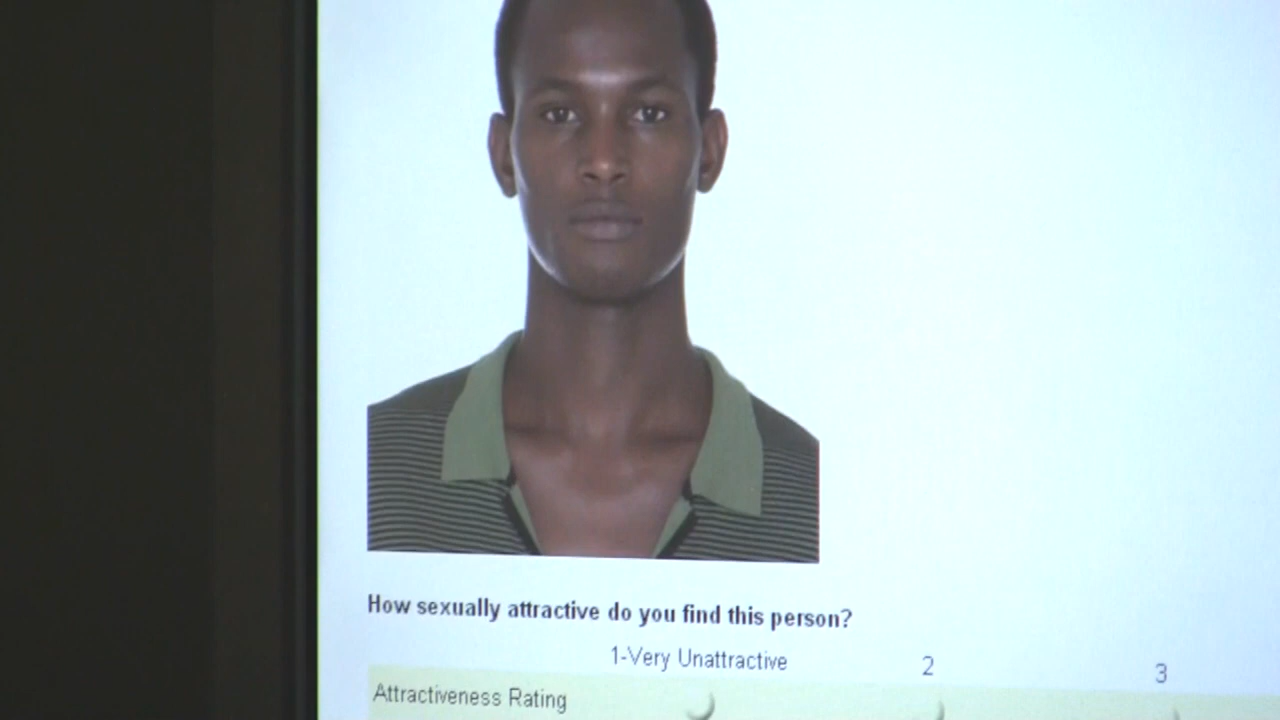 How sexually attractive do you find this person?
1-Very Unattractive 2 3
Attractiveness Rating